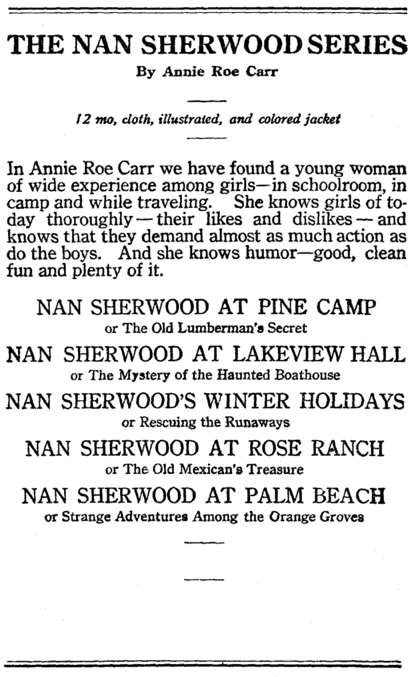 THE NAN SHERWOOD SERIES
By Annie Roe Carr
12 mo, cloth, illustrated, and colored jacket
In Annie Roe Carr we have found a young woman
of wide experience among girls—in schoolroom, in
camp and while traveling. She knows girls of to-
day thoroughly—their likes and dislikes—and
knows that they demand almost as much action as
do the boys. And she knows humor—good, clean
fun and plenty of it.
NAN SHERWOOD AT PINE CAMP
or The Old Lumberman's Secret
NAN SHERWOOD AT LAKEVIEW HALL
or The Mystery of the Haunted Boathouse
NAN SHERWOOD'S WINTER HOLIDAYS
or Rescuing the Runaways
NAN SHERWOOD AT ROSE RANCH
or The Old Mexican's Treasure
NAN SHERWOOD AT PALM BEACH
or Strange Adventures Among the Orange Groves